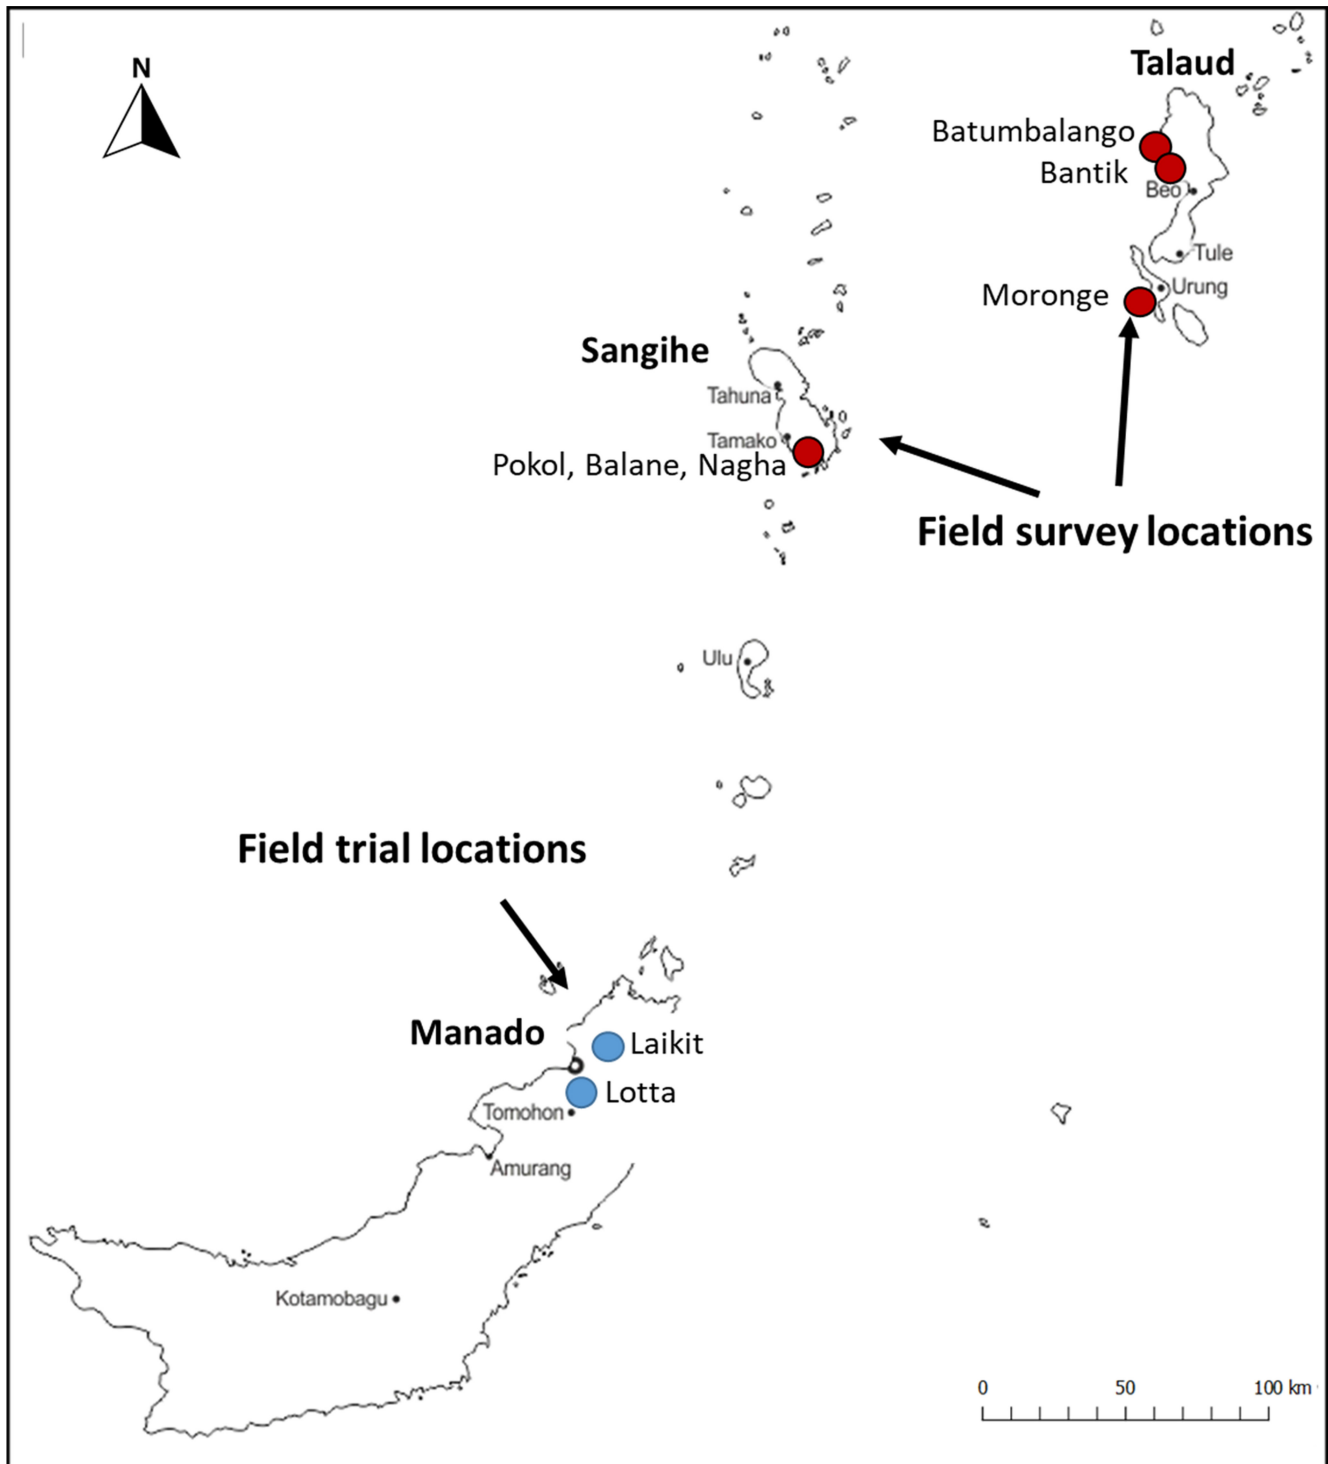 N
Talaud
Batumbalango
Bantik
Beo
Tule
Urung
Moronge
Sangihe
Tahuna
Tamako
Pokol, Balane, Nagha
Field survey locations
Ulu
Field trial locations
Manado
Laikit
Lotta
Tomohon
Amurang
Kotamobagu
0 50 100 km